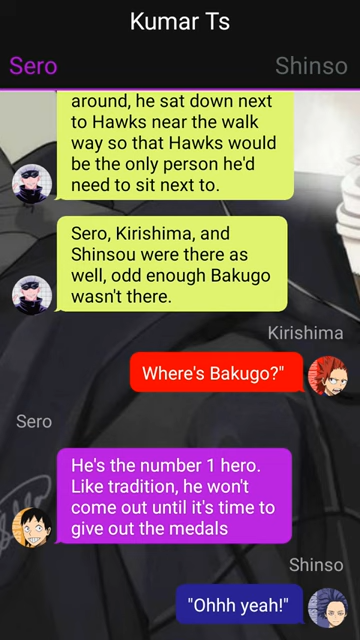 Kumar Ts
Sero
Shinso
around, he sat down next
to Hawks near the walk
way so that Hawks would
be the only person he'd
need to sit next to.
Sero, Kirishima, and
Shinsou were there as
well, odd enough Bakugo
wasn't there.
Kirishima
Where's Bakugo?"
Sero
He's the number 1 hero.
Like tradition, he won't
come out until it's time to
give out the medals
Shinso
"Ohhh yeah!"